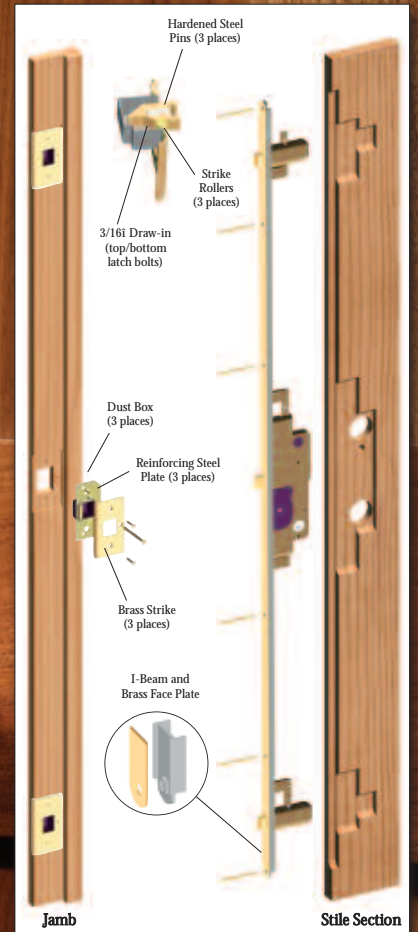 Hardened Steel
Pins (3 places)
Strike
Rollers
(3 places)
3/16î Draw-in
(top/bottom
latch bolts)
Dust Box
(3 places)
Reinforcing Steel
Plate (3 places)
Brass Strike
(3 places)
I-Beam and
Brass Face Plate
Jamb
Stile Section